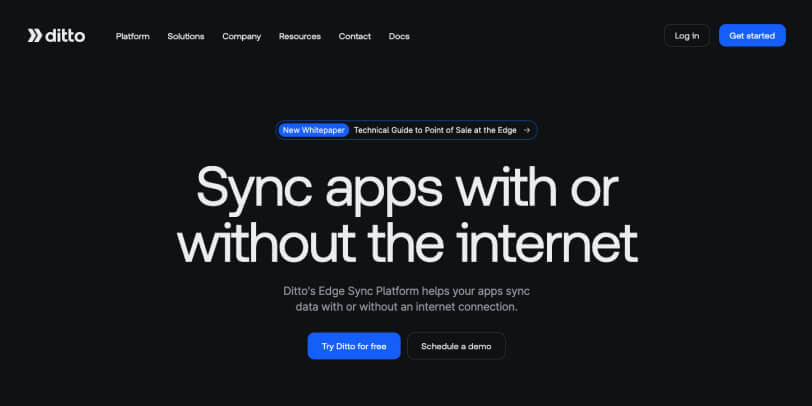 ditto
Platform Solutions Company Resources Contact Docs
Log in
Get started
New Whitepaper Technical Guide to Point of Sale at the Edge →
Sync apps with or
without the internet
Ditto's Edge Sync Platform helps your apps sync
data with or without an internet connection.
Try Ditto for free
Schedule a demo